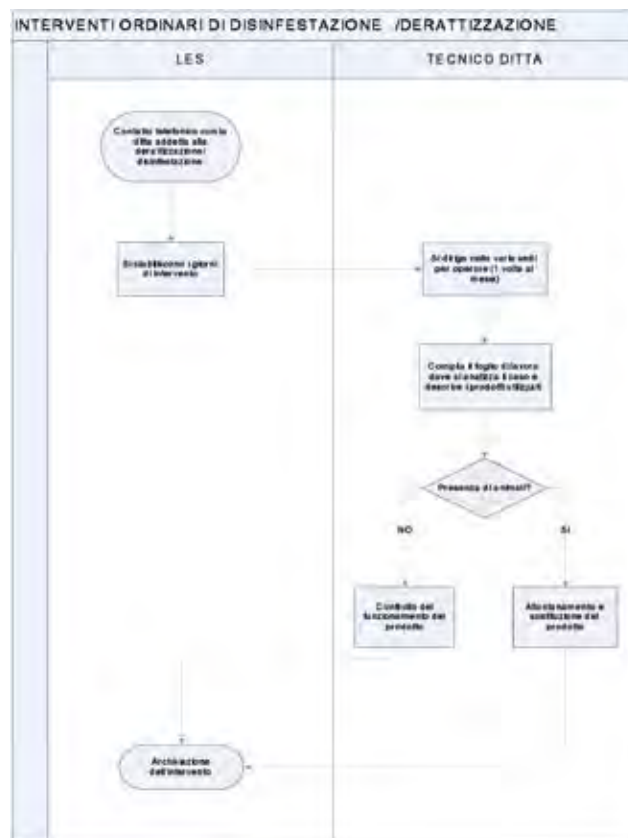 INTERVENTI ORDINARI DI DISINFESTAZIONE /DERATTIZZAZIONE
LES
TECNICO DITTA
Contatto telefonico con la
ditta addetta alla
derattizzazione/
disinfestazione
Si stabiliscono i giorni
di intervento
Si dirige nelle varie sedi
per operare (1 volta al
mese)
Compila il foglio di lavoro
dove si analizza il caso e
descrive i prodotti utilizzati
Presenza di animali?
NO
SI
Controllo del
funzionamento del
prodotto
Allontanamento e
sostituzione del
prodotto
Archiviazione
dell'intervento